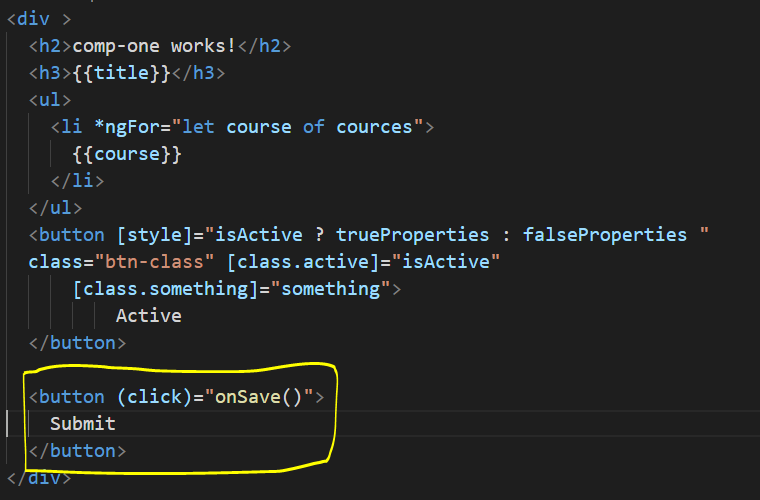 <div >
<h2>comp-one works!</h2>
<h3>{{title}}</h3>
<ul>
<li *ngFor="let course of cources">
{{course}}
</li>
</ul>
<button [style]="isActive ? trueProperties : falseProperties "
class="btn-class" [class.active]="isActive"
[class.something]="something">
Active
</button>
<button (click)="onSave()">
Submit
</button>
</div>